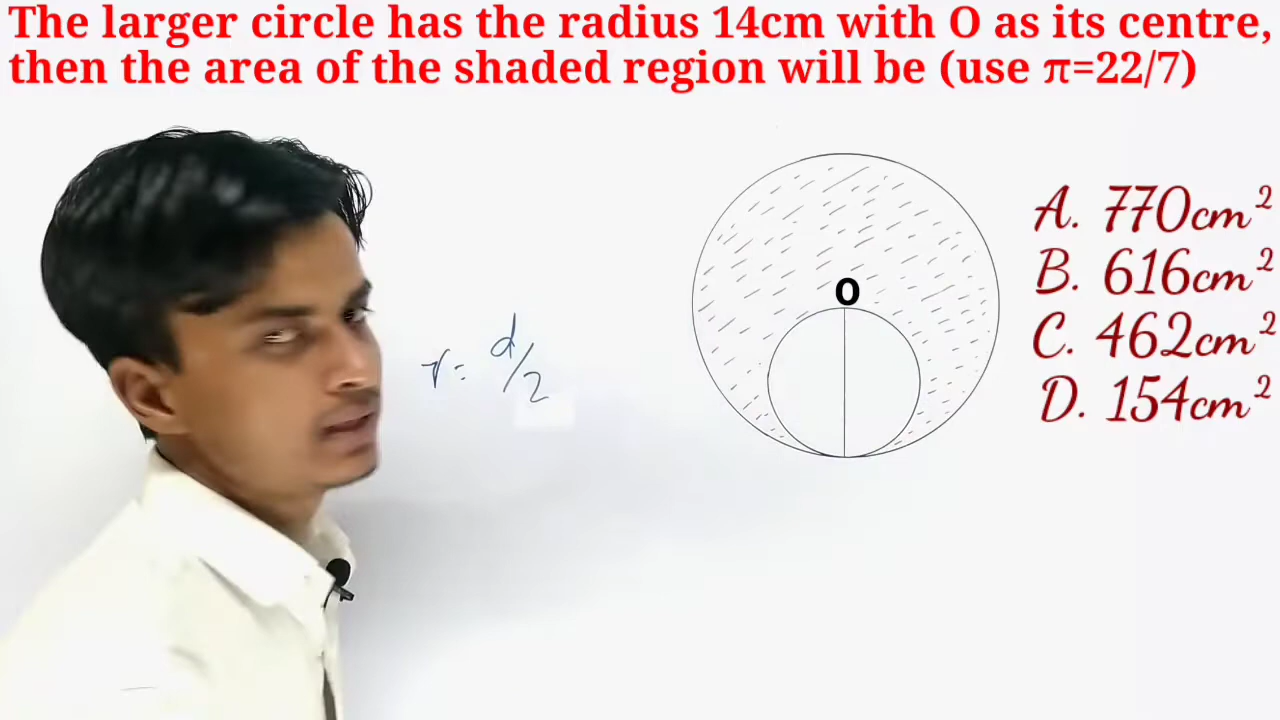 The larger circle has the radius 14cm with O as its centre,
then the area of the shaded region will be (use π=22/7)
A. 770cm²
B. 616cm²
O
C. 462cm²
r = d/2
D. 154cm²